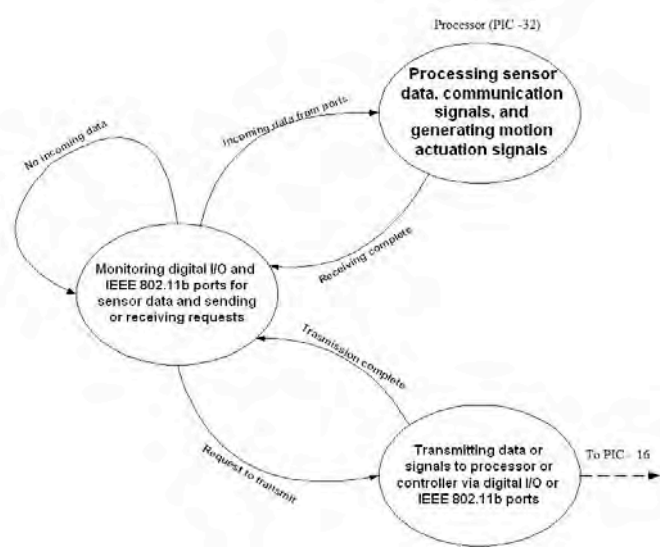 Processor (PIC -32)
Processing sensor
data, communication
signals, and
generating motion
actuation signals
No incoming data
Incoming data from ports
Receiving complete
Monitoring digital I/O and
IEEE 802.11b ports for
sensor data and sending
or receiving requests
Trasmission complete
Request to transmit
Transmitting data or
signals to processor or
controller via digital I/O or
IEEE 802.11b ports
To PIC - 16